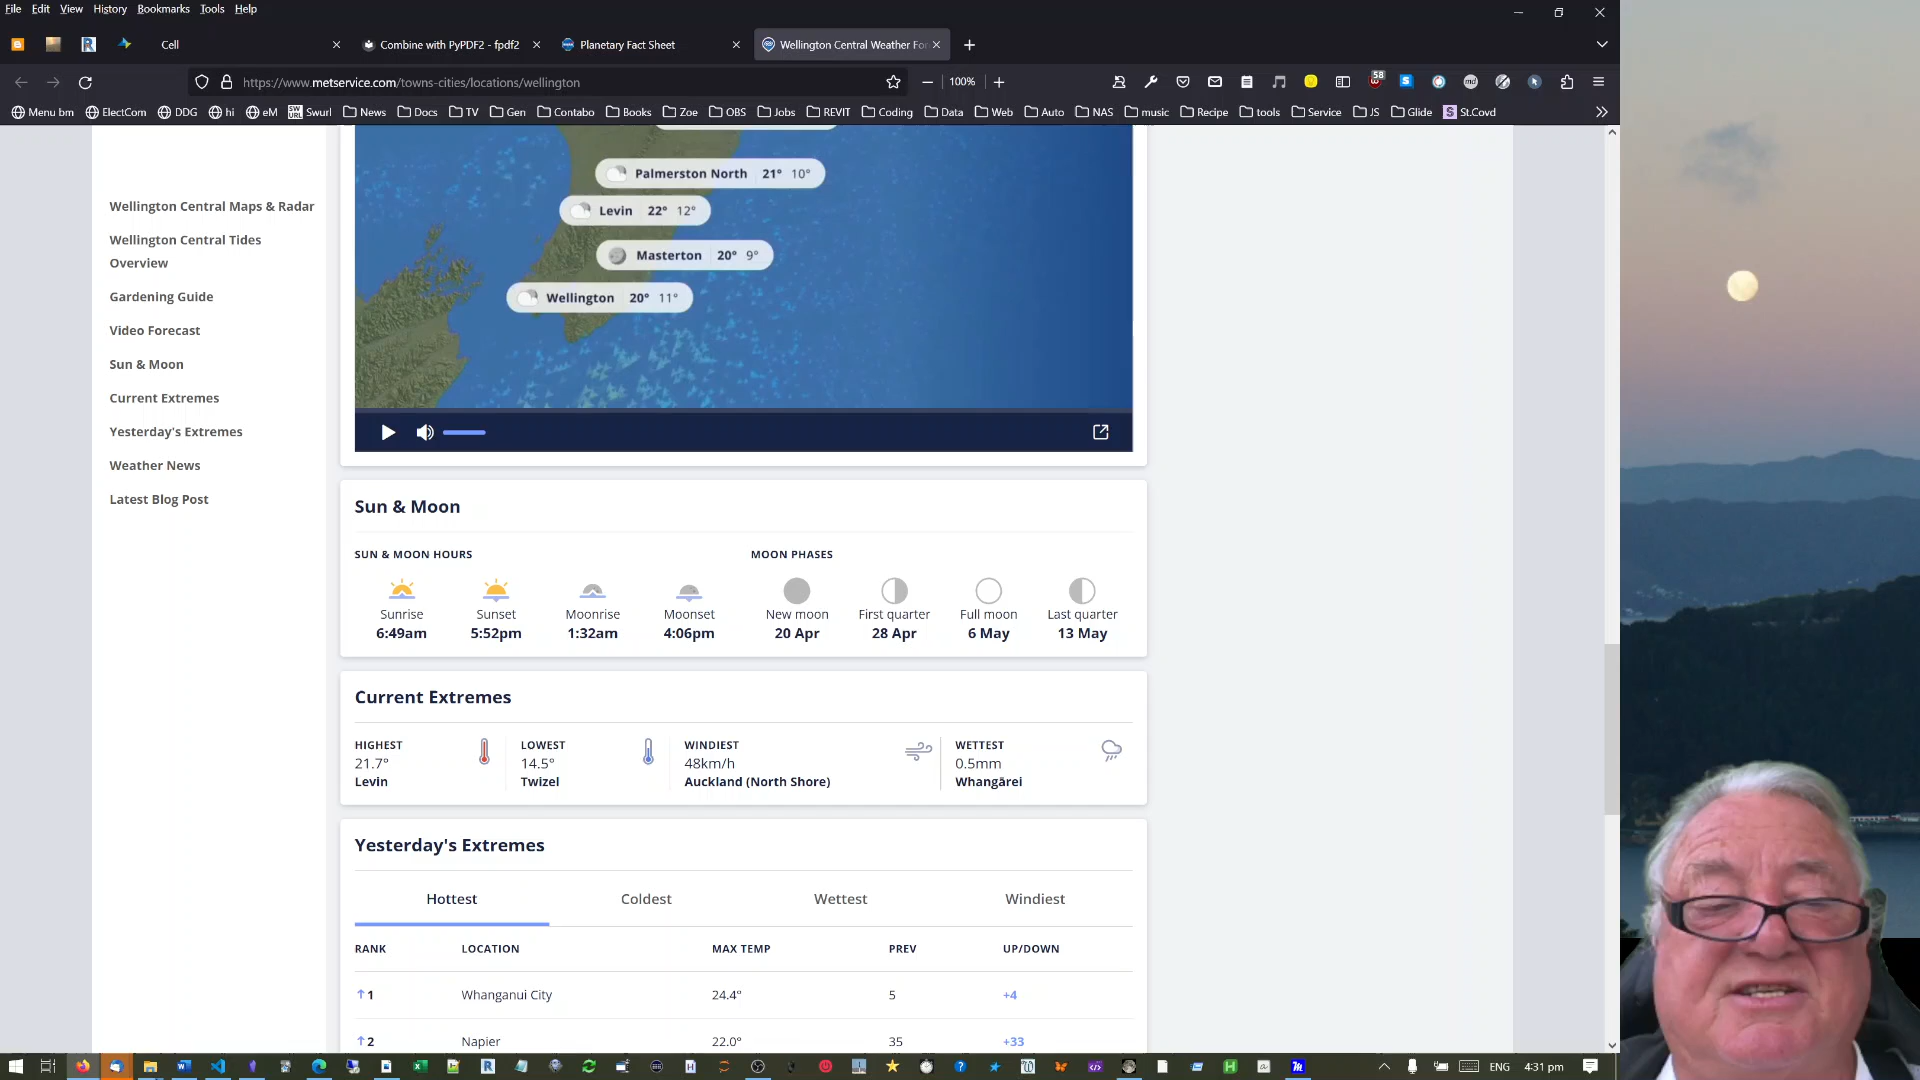 File Edit View History Bookmarks Tools Help
Cell
Combine with PyPDF2 - fpdf2
Planetary Fact Sheet
Wellington Central Weather For
https://www.metservice.com/towns-cities/locations/wellington
100%
58
Menu bm ElectCom DDG hi eM Swurl News Docs TV Gen Contabo Books Zoe OBS Jobs REVIT Coding Data Web Auto NAS music Recipe tools Service JS Glide St.Covd
Wellington Central Maps & Radar
Wellington Central Tides
Overview
Gardening Guide
Video Forecast
Sun & Moon
Current Extremes
Yesterday's Extremes
Weather News
Latest Blog Post
Palmerston North 21° 10°
Levin 22° 12°
Masterton 20° 9°
Wellington 20° 11°
Sun & Moon
SUN & MOON HOURS
Sunrise Sunset Moonrise Moonset
6:49am 5:52pm 1:32am 4:06pm
MOON PHASES
New moon First quarter Full moon Last quarter
20 Apr 28 Apr 6 May 13 May
Current Extremes
HIGHEST
21.7°
Levin
LOWEST
14.5°
Twizel
WINDIEST
48km/h
Auckland (North Shore)
WETTEST
0.5mm
Whangārei
Yesterday's Extremes
Hottest Coldest Wettest Windiest
RANK LOCATION MAX TEMP PREV UP/DOWN
1 Whanganui City 24.4° 5 +4
2 Napier 22.0° 35 +33
ENG 4:31 pm